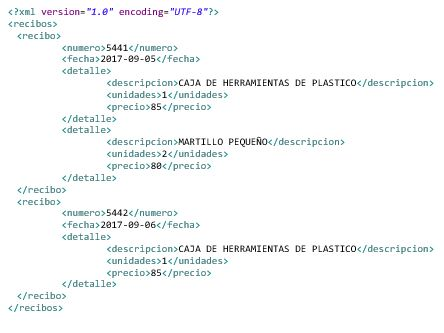 <?xml version="1.0" encoding="UTF-8"?>
<recibos>
<recibo>
<numero>5441</numero>
<fecha>2017-09-05</fecha>
<detalle>
<descripcion>CAJA DE HERRAMIENTAS DE PLASTICO</descripcion>
<unidades>1</unidades>
<precio>85</precio>
</detalle>
<detalle>
<descripcion>MARTILLO PEQUEÑO</descripcion>
<unidades>2</unidades>
<precio>80</precio>
</detalle>
</recibo>
<recibo>
<numero>5442</numero>
<fecha>2017-09-06</fecha>
<detalle>
<descripcion>CAJA DE HERRAMIENTAS DE PLASTICO</descripcion>
<unidades>1</unidades>
<precio>85</precio>
</detalle>
</recibo>
</recibos>